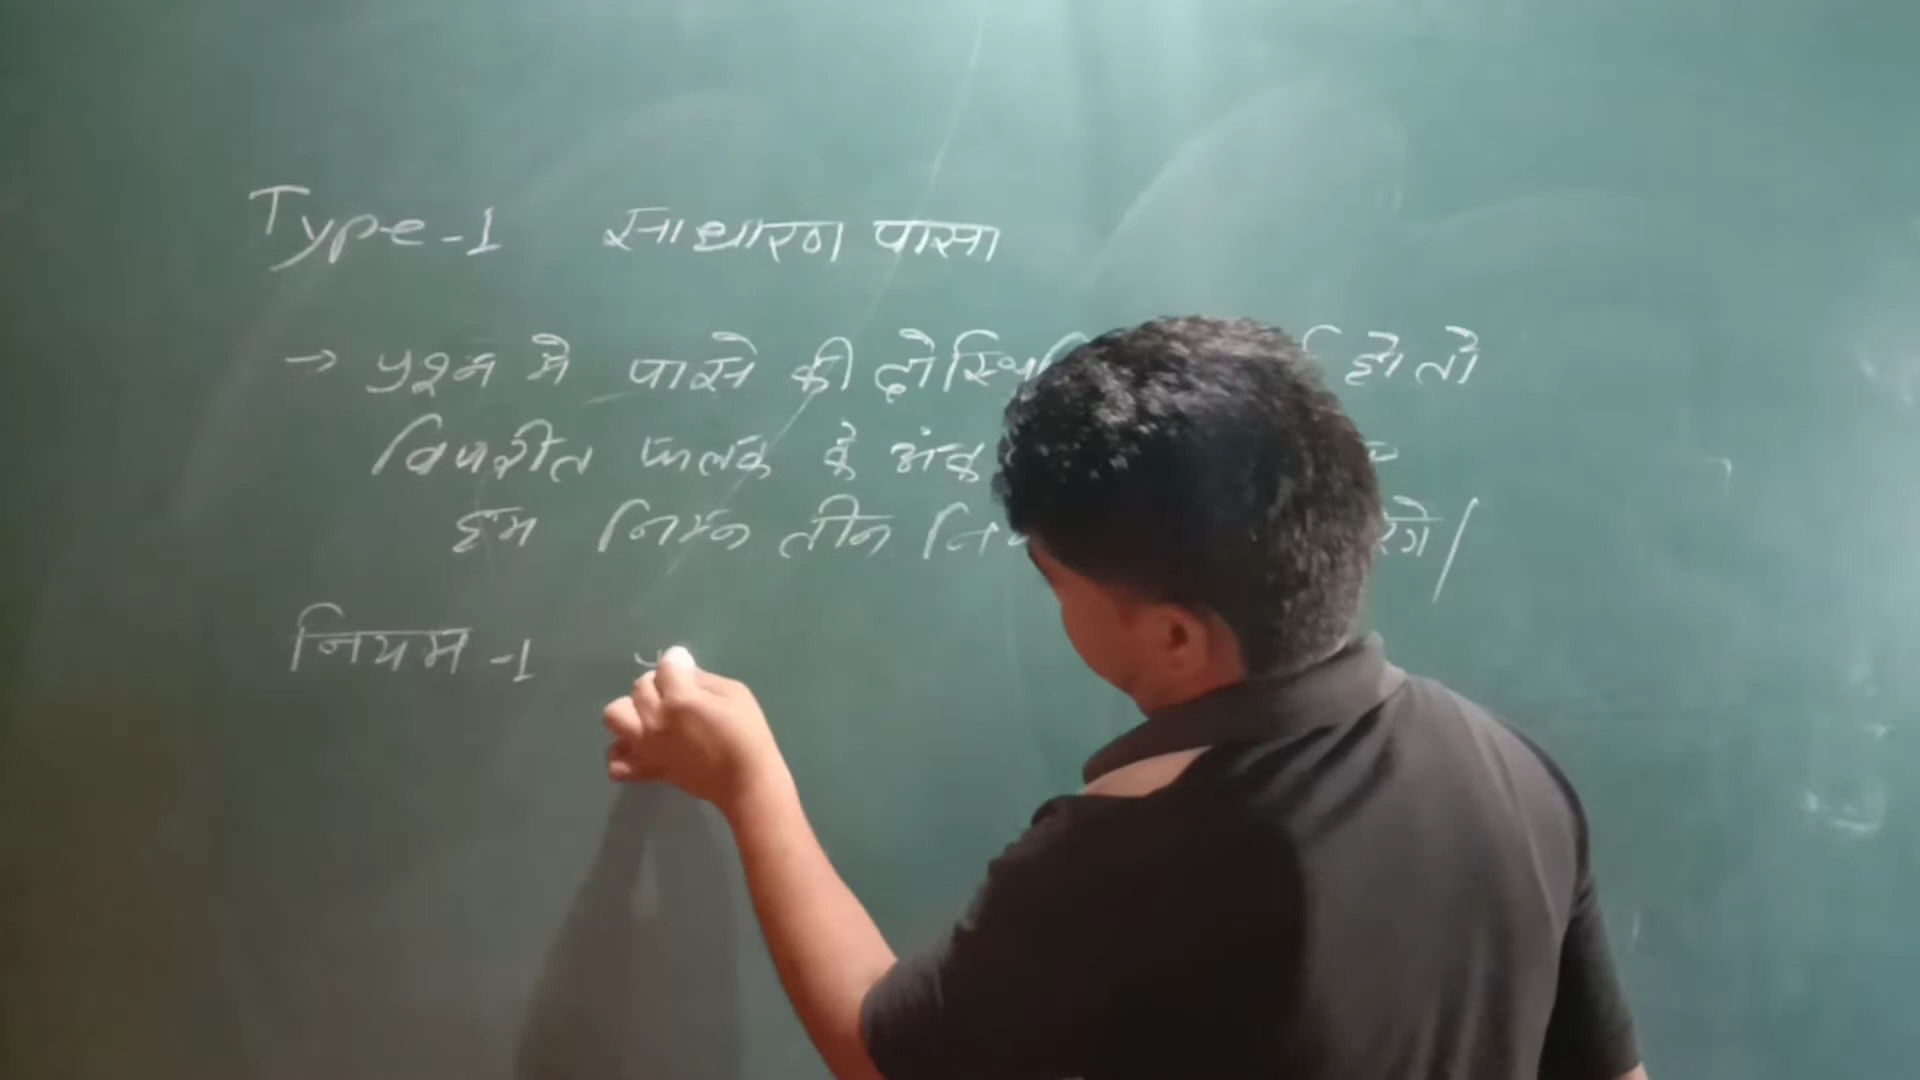 Type-1 साधारण पासा
→ प्रश्न मे पासे की दो हो तो
विपरीत फलक के अंक
हम निम्न तीन
नियम-1